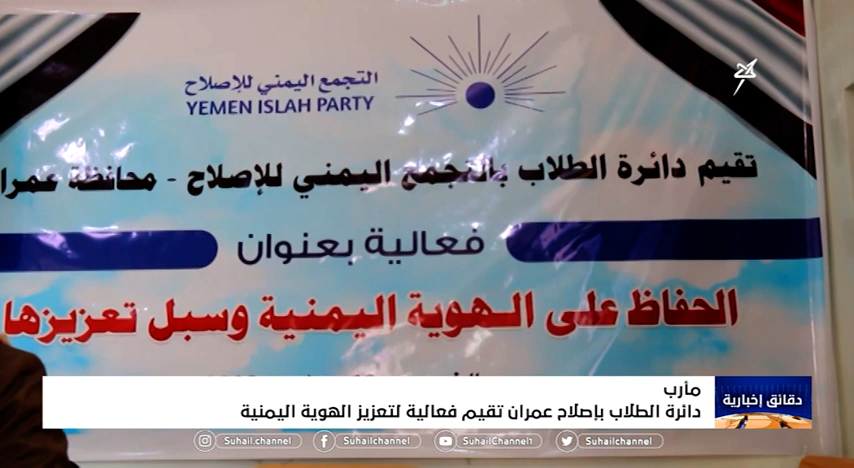 التجمع اليمني للإصلاح
YEMEN ISLAH PARTY
تقيم دائرة الطلاب بالتجمع اليمني للإصلاح - محافظة
فعالية بعنوان
الحفاظ على الهوية اليمنية وسبل تعزيزها
دقائق إخبارية
مأرب
دائرة الطلاب بإصلاح عمران تقيم فعالية لتعزيز الهوية اليمنية
Suhail.channel Suhailchannel SuhailChannel1 Suhailchannel